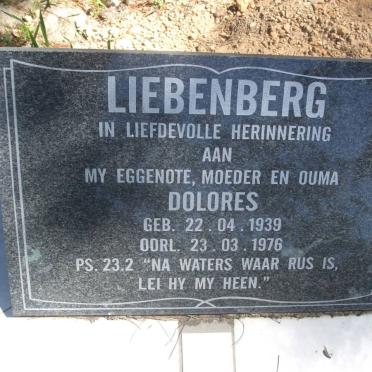 LIEBENBERG
IN LIEFDEVOLLE HERINNERING
AAN
MY EGGENOTE, MOEDER EN OUMA
DOLORES
GEB. 22 . 04 . 1939
OORL. 23 . 03 . 1976
PS. 23.2 "NA WATERS WAAR RUS IS,
LEI HY MY HEEN."